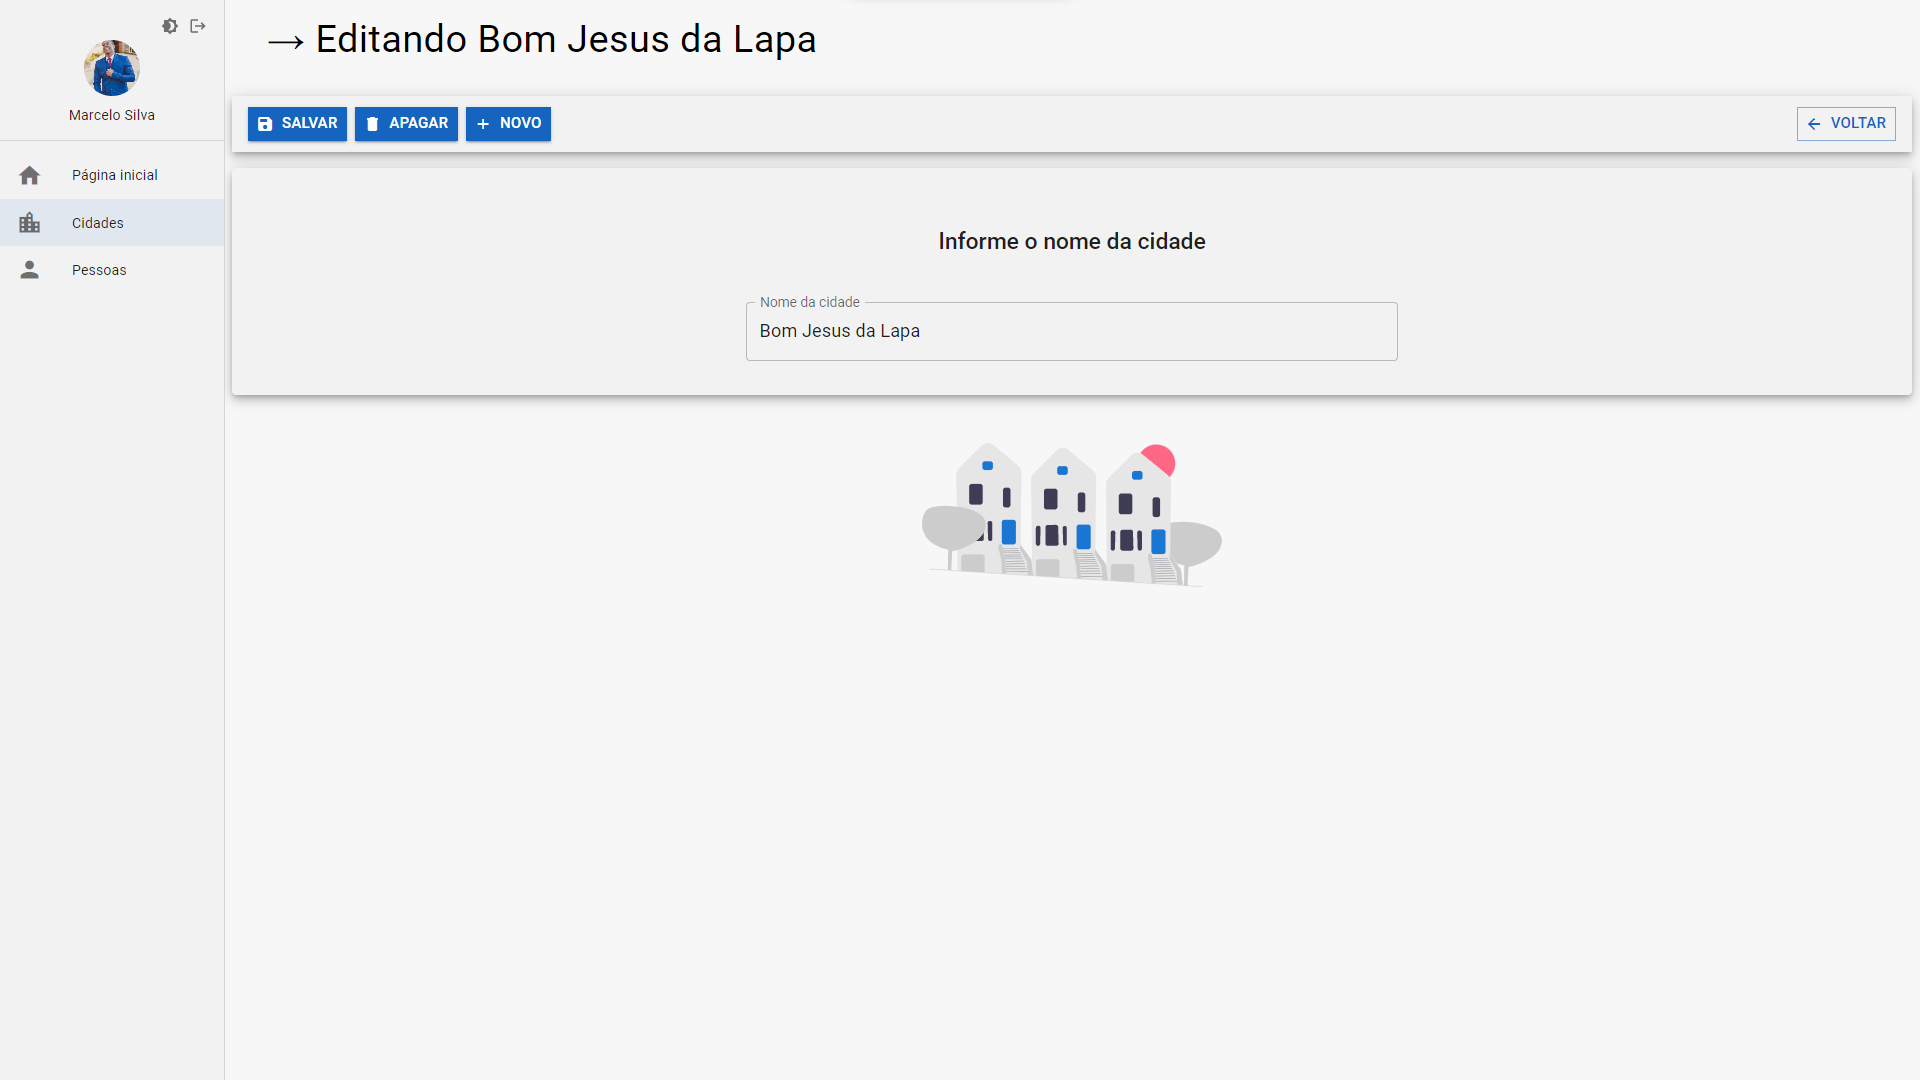 Marcelo Silva
Página inicial
Cidades
Pessoas
→ Editando Bom Jesus da Lapa
SALVAR APAGAR NOVO VOLTAR
Informe o nome da cidade
Nome da cidade
Bom Jesus da Lapa